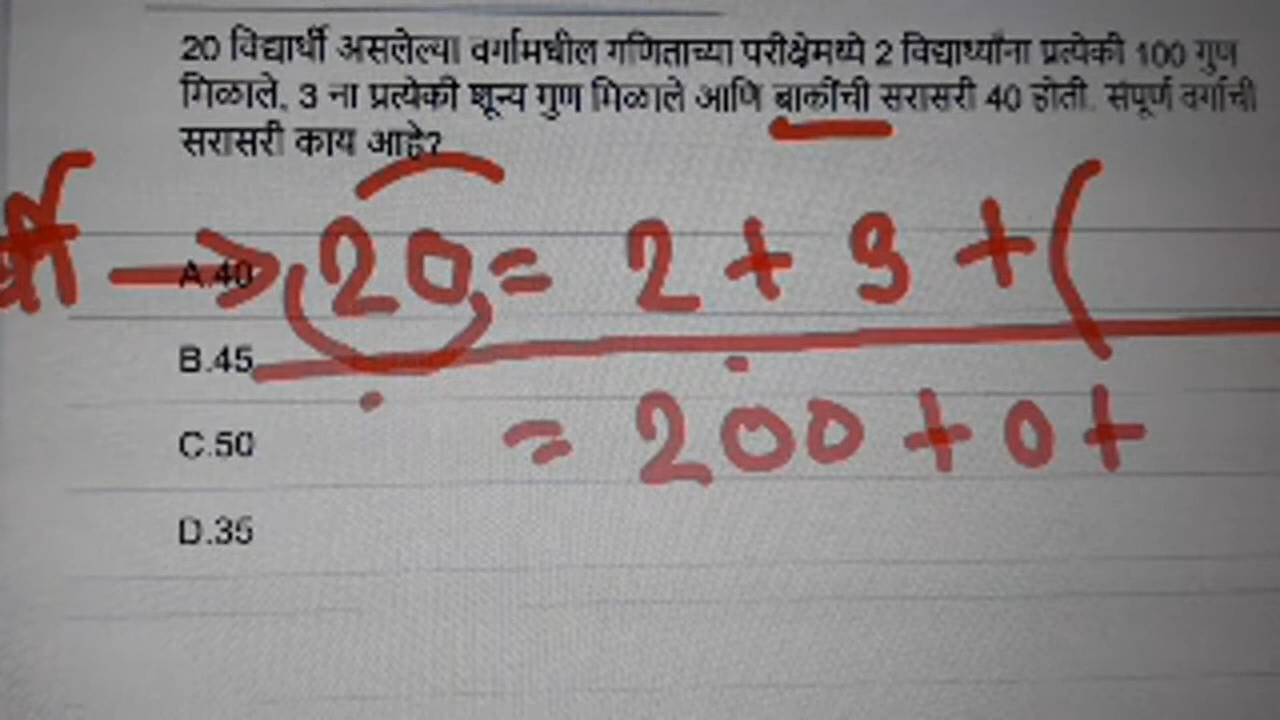 20 विद्यार्थी असलेल्या वर्गामधील गणिताच्या परीक्षेमध्ये 2 विद्यार्थ्यांना प्रत्येकी 100 गुण
मिळाले, 3 ना प्रत्येकी शून्य गुण मिळाले आणि बाकींची सरासरी 40 होती. संपूर्ण वर्गाची
सरासरी काय आहे?
→ 20 = 2 + 3 + (
A.40
B.45
= 200 + 0 +
C.50
D.35